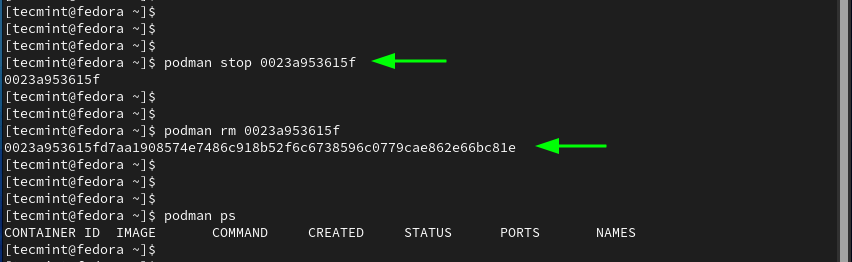 [tecmint@fedora ~]$
[tecmint@fedora ~]$
[tecmint@fedora ~]$
[tecmint@fedora ~]$ podman stop 0023a953615f
0023a953615f
[tecmint@fedora ~]$
[tecmint@fedora ~]$
[tecmint@fedora ~]$ podman rm 0023a953615f
0023a953615fd7aa1908574e7486c918b52f6c6738596c0779cae862e66bc81e
[tecmint@fedora ~]$
[tecmint@fedora ~]$
[tecmint@fedora ~]$
[tecmint@fedora ~]$ podman ps
CONTAINER ID  IMAGE       COMMAND     CREATED     STATUS      PORTS       NAMES
[tecmint@fedora ~]$